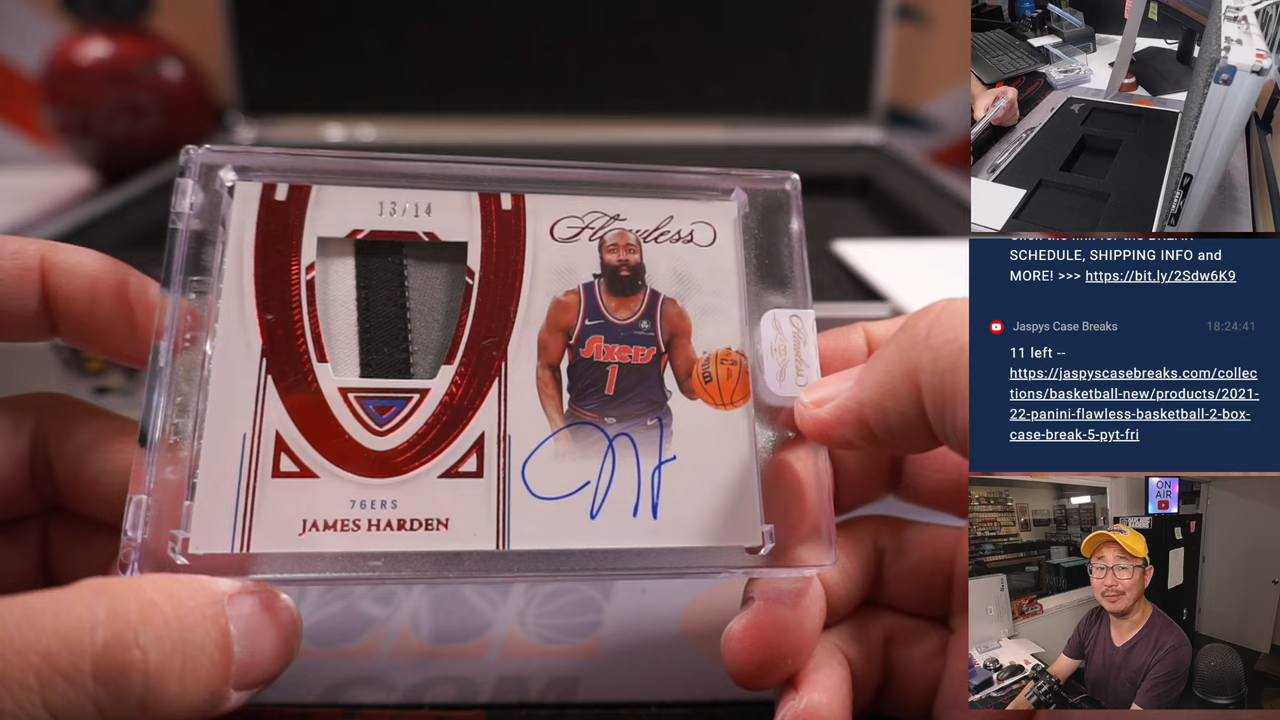 13/14
Flawless
Sixers
1
76ERS
JAMES HARDEN
Flawless
SCHEDULE, SHIPPING INFO and
MORE! >>> https://bit.ly/2Sdw6K9
Jaspys Case Breaks
18:24:41
11 left --
https://jaspyscasebreaks.com/collec
tions/basketball-new/products/2021-
22-panini-flawless-basketball-2-box-
case-break-5-pyt-fri
ON
AIR